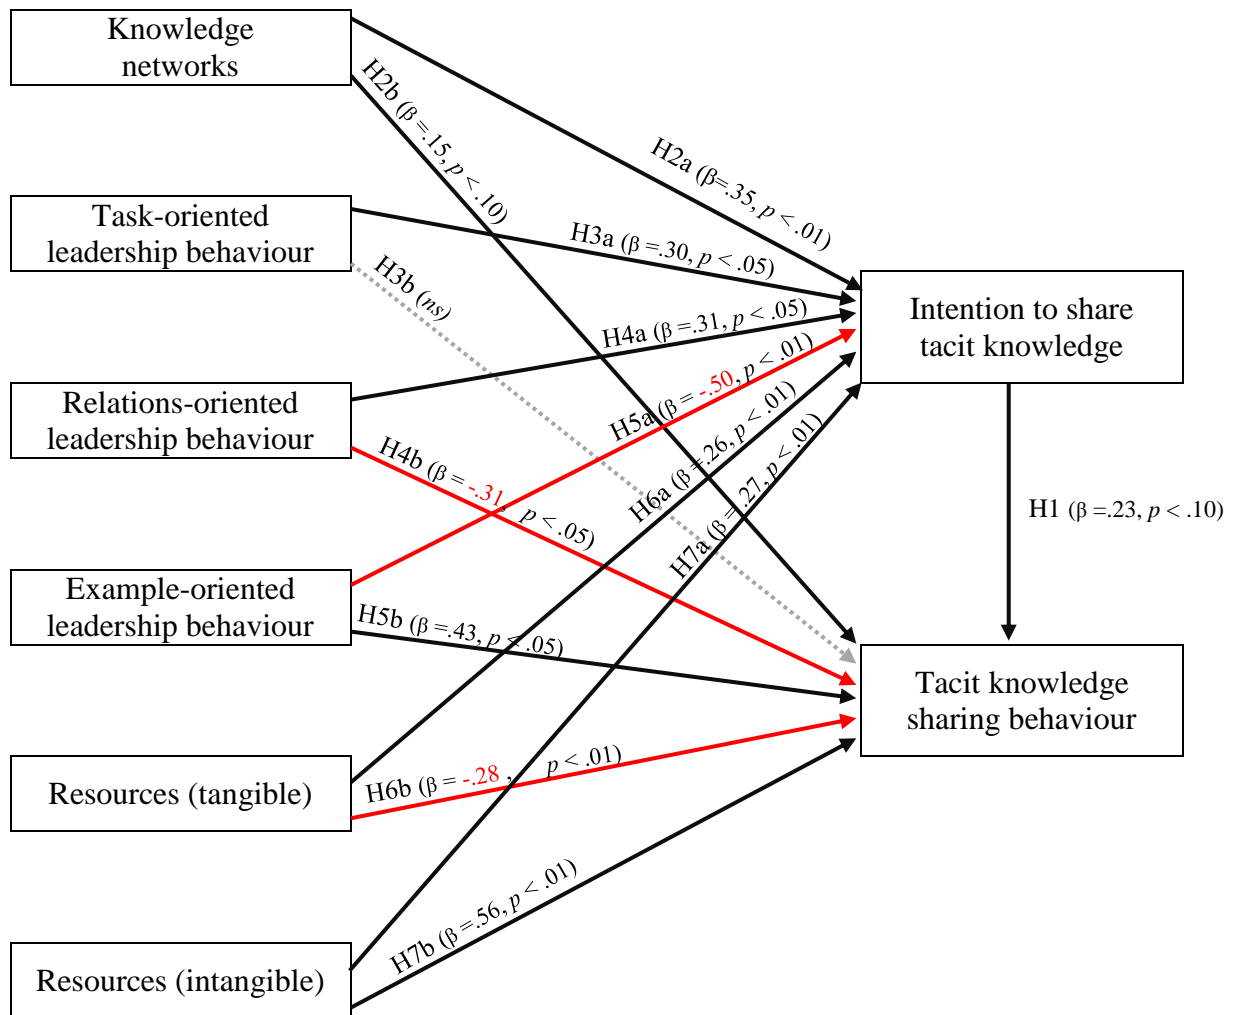 Knowledge
networks
H2b (β =.15, p < .10)
H2a (β=.35, p < .01)
Task-oriented
leadership behaviour
H3a (β =.30, p < .05)
H3b (ns)
Intention to share
tacit knowledge
H4a (β =.31, p < .05)
Relations-oriented
leadership behaviour
H5a (β = -.50, p < .01)
H4b (β = -.31, p < .05)
H6a (β =.26, p < .01)
H7a (β =.27, p < .01)
H1 (β =.23, p < .10)
Example-oriented
leadership behaviour
H5b (β =.43, p < .05)
Tacit knowledge
sharing behaviour
Resources (tangible)
H6b (β = -.28 , p < .01)
H7b (β =.56, p < .01)
Resources (intangible)